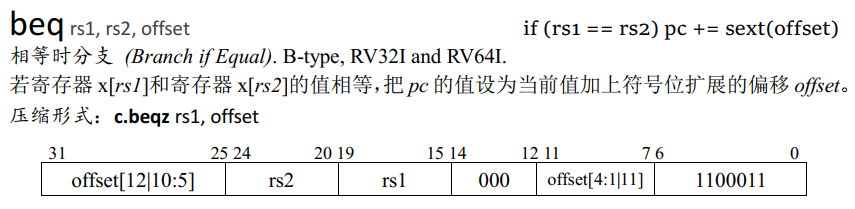 beq rs1, rs2, offset if (rs1 == rs2) pc += sext(offset)
相等时分支 (Branch if Equal). B-type, RV32I and RV64I.
若寄存器 x[rs1]和寄存器 x[rs2]的值相等，把 pc 的值设为当前值加上符号位扩展的偏移 offset。
压缩形式：c.beqz rs1, offset
31 25 24 20 19 15 14 12 11 7 6 0
offset[12|10:5] rs2 rs1 000 offset[4:1|11] 1100011